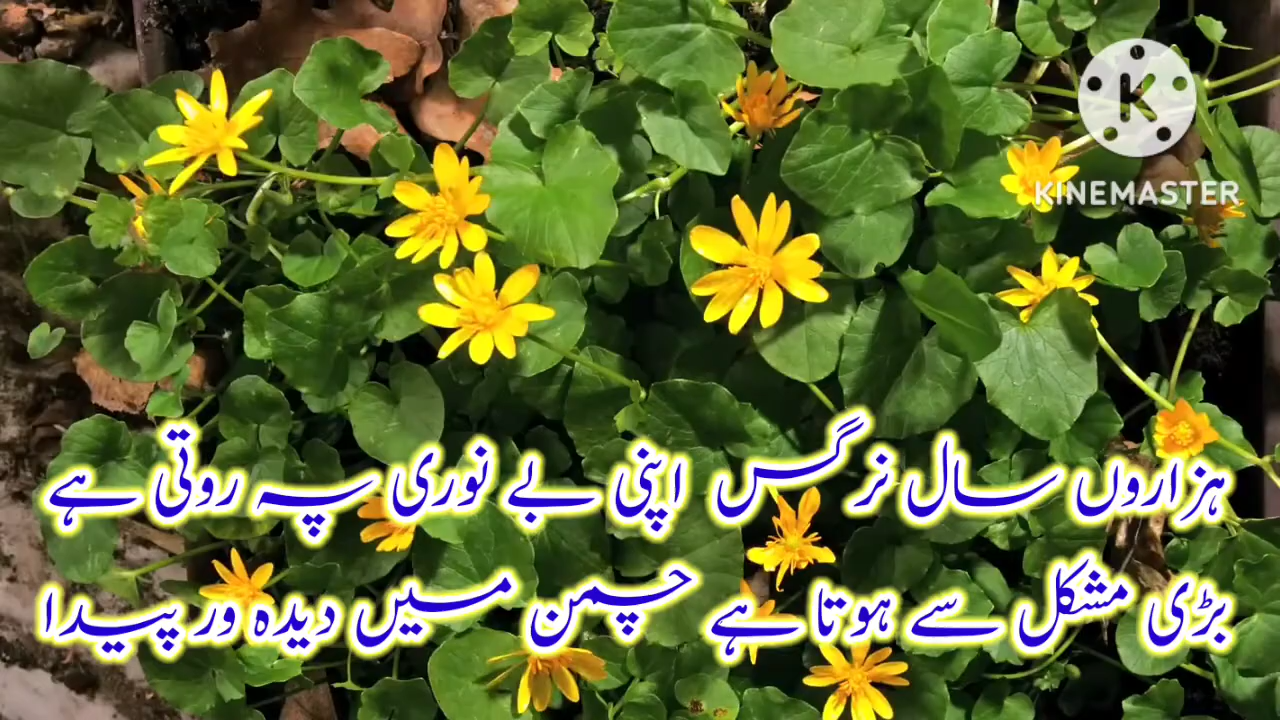 K
KINEMASTER
ہزاروں سال نرگس اپنی بے نوری پہ روتی ہے
بڑی مشکل سے ہوتا ہے چمن میں دیدہ ور پیدا